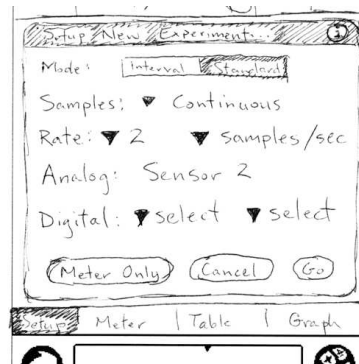 Setup New Experiment...
Mode: Interval Standard
Samples: Continuous
Rate: 2 samples/sec
Analog: Sensor 2
Digital: select select
Meter Only Cancel Go
Setup Meter Table Graph